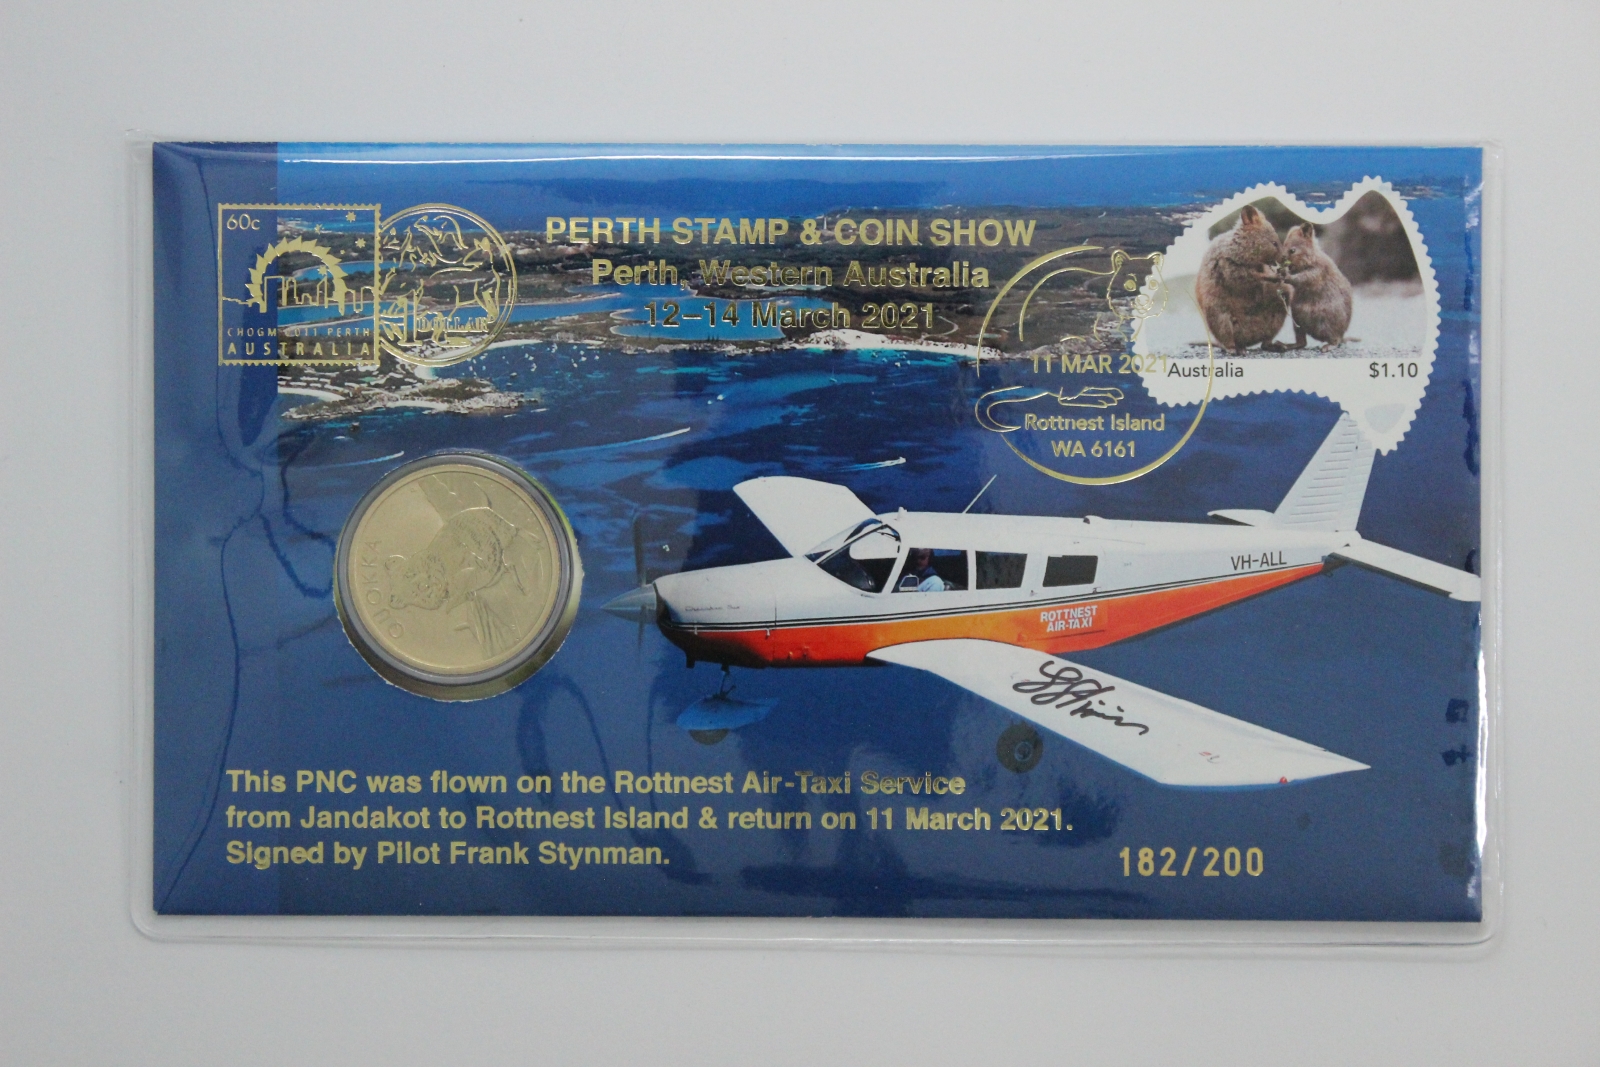 60c
CHOGM 2011 PERTH
AUSTRALIA
1 DOLLAR
PERTH STAMP & COIN SHOW
Perth, Western Australia
12–14 March 2021
11 MAR 2021
Rottnest Island
WA 6161
Australia $1.10
QUOKKA
VH-ALL
ROTTNEST
AIR-TAXI
This PNC was flown on the Rottnest Air-Taxi Service
from Jandakot to Rottnest Island & return on 11 March 2021.
Signed by Pilot Frank Stynman.
182/200